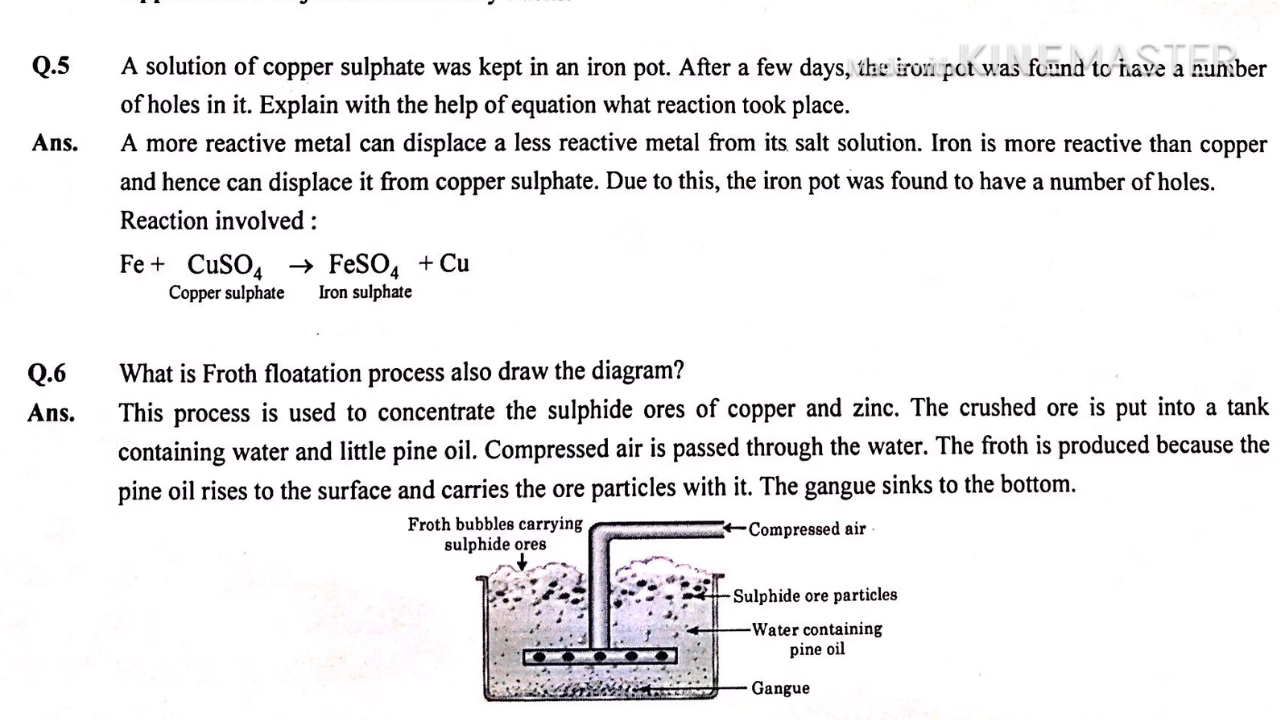 Q.5 A solution of copper sulphate was kept in an iron pot. After a few days, the iron pot was found to have a number
of holes in it. Explain with the help of equation what reaction took place.
Ans. A more reactive metal can displace a less reactive metal from its salt solution. Iron is more reactive than copper
and hence can displace it from copper sulphate. Due to this, the iron pot was found to have a number of holes.
Reaction involved :
Fe + CuSO₄ → FeSO₄ + Cu
Copper sulphate Iron sulphate
Q.6 What is Froth floatation process also draw the diagram?
Ans. This process is used to concentrate the sulphide ores of copper and zinc. The crushed ore is put into a tank
containing water and little pine oil. Compressed air is passed through the water. The froth is produced because the
pine oil rises to the surface and carries the ore particles with it. The gangue sinks to the bottom.
Froth bubbles carrying
sulphide ores
Compressed air
Sulphide ore particles
Water containing
pine oil
Gangue
KINEMASTER